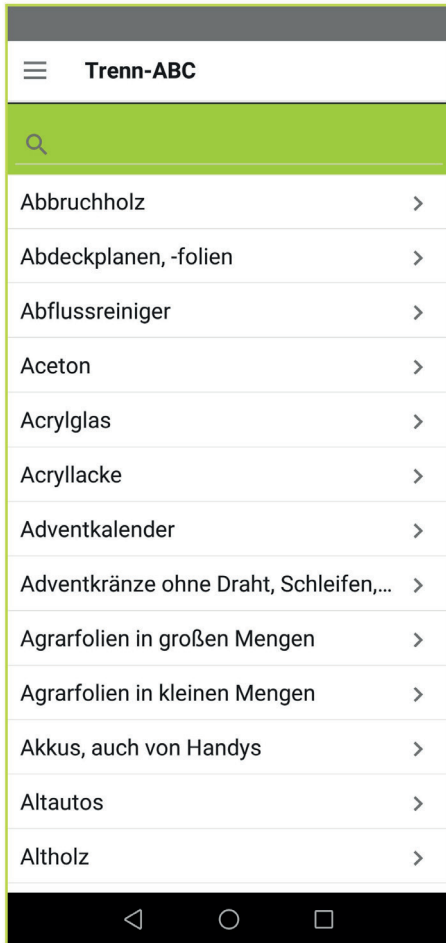 Trenn-ABC
Abbruchholz
Abdeckplanen, -folien
Abflussreiniger
Aceton
Acrylglas
Acryllacke
Adventkalender
Adventkränze ohne Draht, Schleifen,...
Agrarfolien in großen Mengen
Agrarfolien in kleinen Mengen
Akkus, auch von Handys
Altautos
Altholz